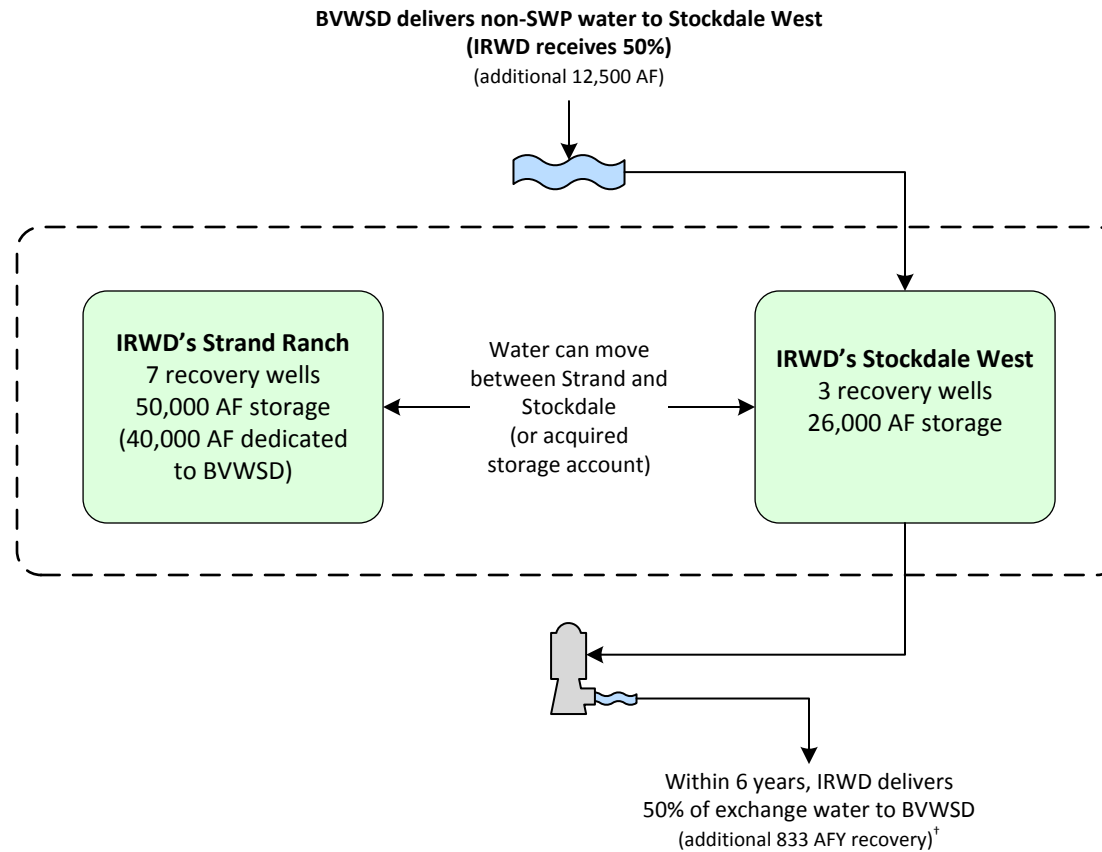 BVWSD delivers non-SWP water to Stockdale West
(IRWD receives 50%)
(additional 12,500 AF)
IRWD's Strand Ranch
7 recovery wells
50,000 AF storage
(40,000 AF dedicated
to BVWSD)
Water can move
between Strand and
Stockdale
(or acquired
storage account)
IRWD's Stockdale West
3 recovery wells
26,000 AF storage
Within 6 years, IRWD delivers
50% of exchange water to BVWSD
(additional 833 AFY recovery)†